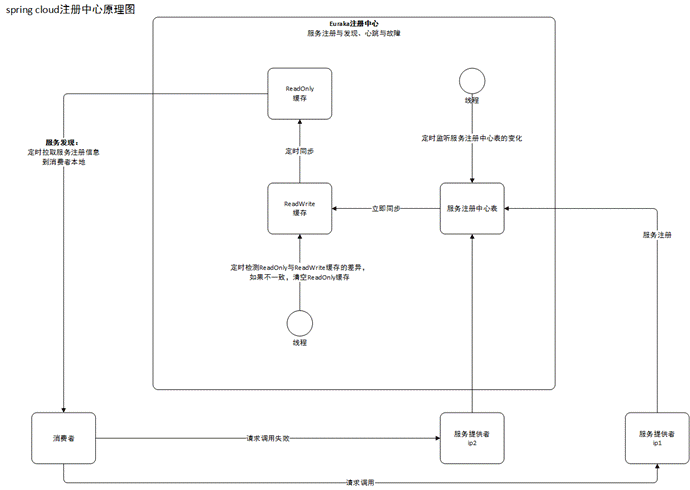 spring cloud注册中心原理图
Euraka注册中心
服务注册与发现、心跳与故障
ReadOnly
缓存
线程
定时监听服务注册中心表的变化
服务发现：
定时拉取服务注册信息
到消费者本地
定时同步
ReadWrite
缓存
立即同步
服务注册中心表
服务注册
定时检测ReadOnly与ReadWrite缓存的差异，
如果不一致，清空ReadOnly缓存
线程
消费者
请求调用失败
服务提供者
ip2
服务提供者
ip1
请求调用